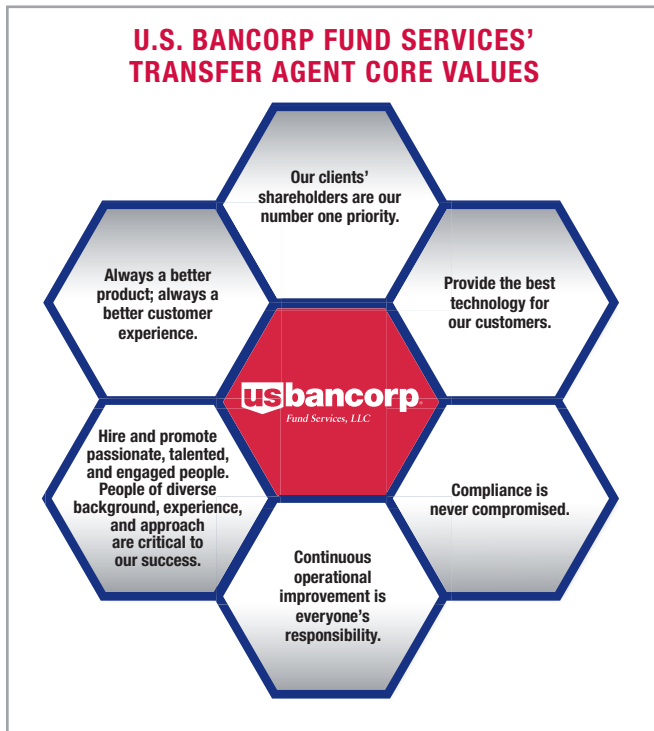 U.S. BANCORP FUND SERVICES’
TRANSFER AGENT CORE VALUES
Our clients’
shareholders are our
number one priority.
Always a better
product; always a
better customer
experience.
Provide the best
technology for
our customers.
usbancorp®
Fund Services, LLC
Hire and promote
passionate, talented,
and engaged people.
People of diverse
background, experience,
and approach
are critical to
our success.
Compliance is
never compromised.
Continuous
operational
improvement is
everyone’s
responsibility.